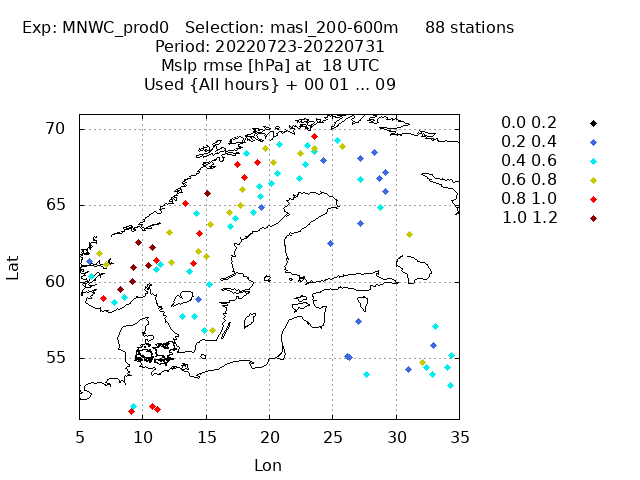 Exp: MNWC_prod0 Selection: masl_200-600m 88 stations
Period: 20220723-20220731
Mslp rmse [hPa] at 18 UTC
Used {All hours} + 00 01 ... 09
0.0 0.2
0.2 0.4
0.4 0.6
0.6 0.8
0.8 1.0
1.0 1.2
70
65
60
55
Lat
5 10 15 20 25 30 35
Lon